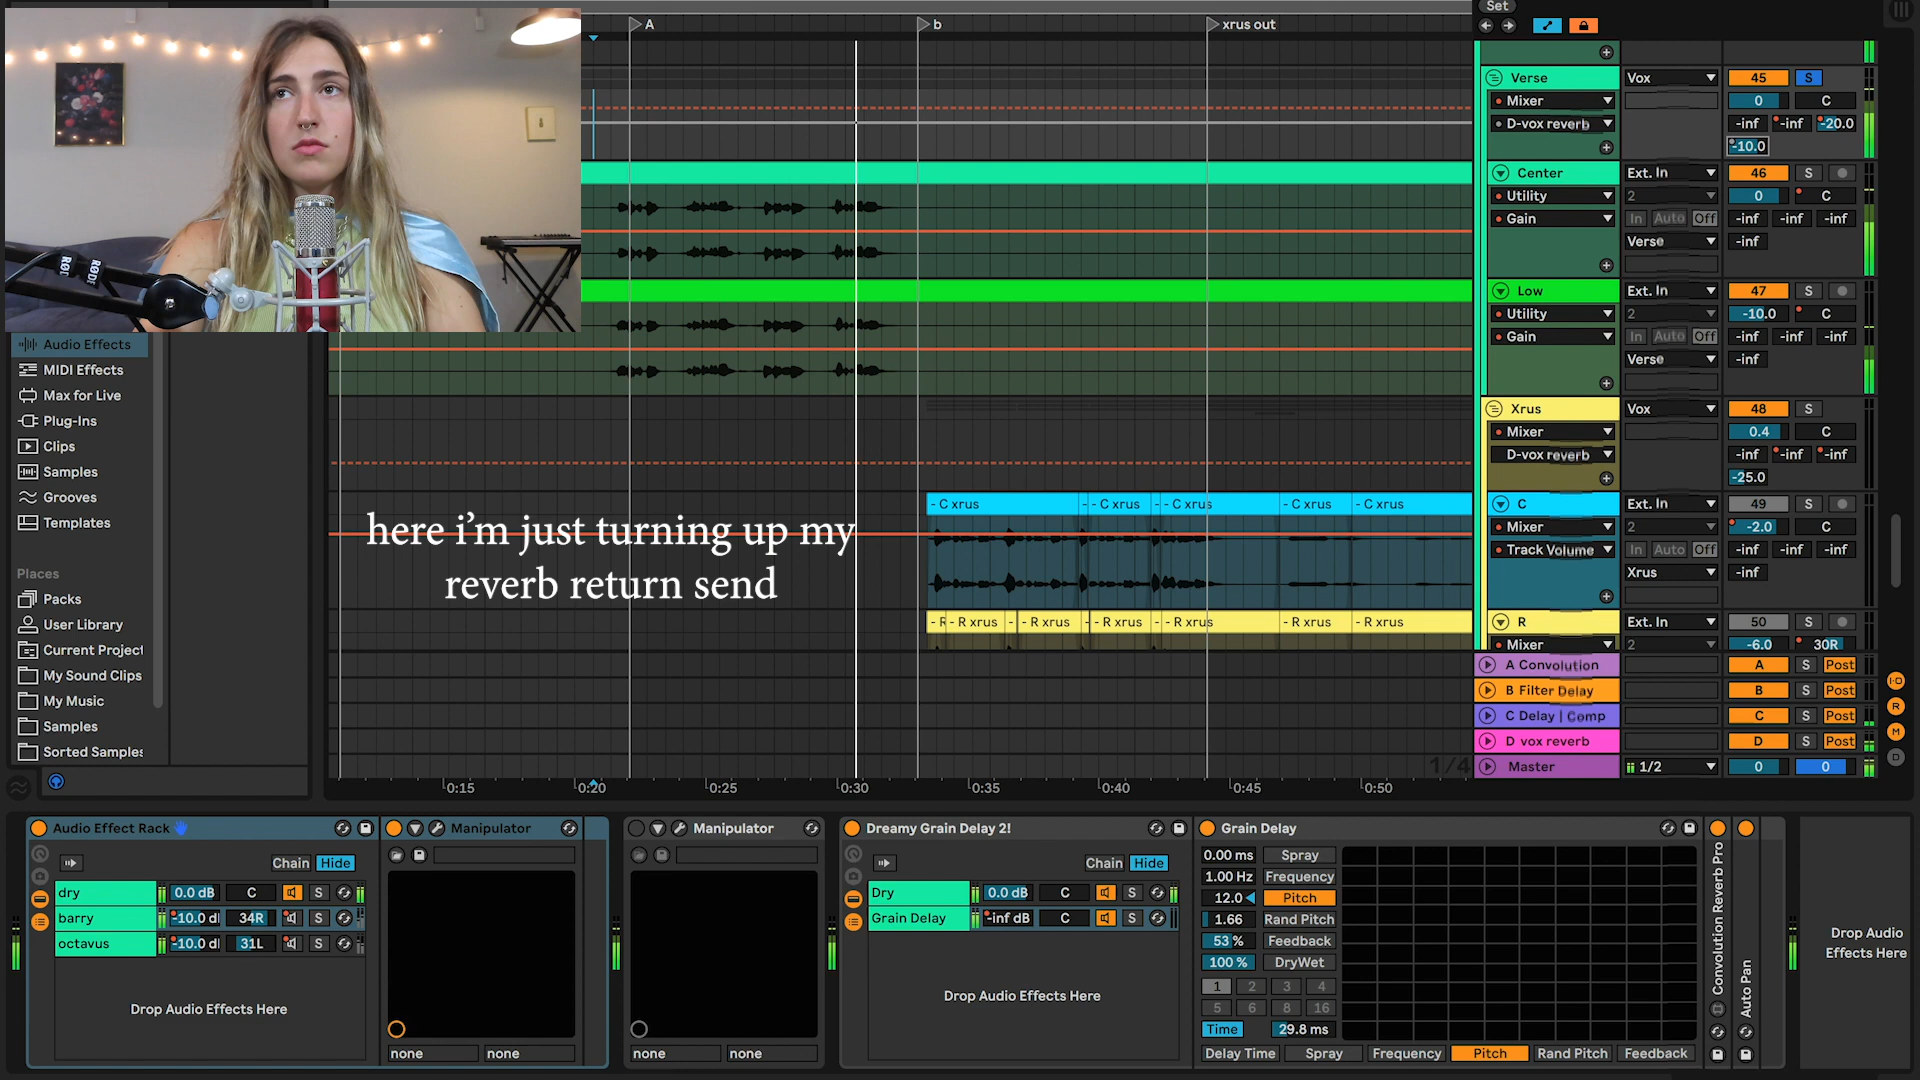 Set
A
b
xrus out
Verse
Vox
45
S
Mixer
0
C
D-vox reverb
-inf
-inf
-20.0
-10.0
Center
Ext. In
46
S
Utility
2
0
C
Gain
In
Auto
Off
-inf
-inf
-inf
Verse
-inf
Low
Ext. In
47
S
Utility
2
-10.0
C
Gain
In
Auto
Off
-inf
-inf
-inf
Verse
-inf
Xrus
Vox
48
S
Mixer
0.4
C
D-vox reverb
-inf
-inf
-inf
-25.0
- C xrus
- C xrus
- C xrus
- C xrus
- C xrus
C
Ext. In
49
S
Mixer
2
-2.0
C
Track Volume
In
Auto
Off
-inf
-inf
-inf
Xrus
-inf
- R
- R xrus
-
- R xrus
-
- R xrus
-
- R xrus
- R xrus
- R xrus
R
Ext. In
50
S
Mixer
2
-6.0
30R
A Convolution
A
S
Post
B Filter Delay
B
S
Post
C Delay | Comp
C
S
Post
D vox reverb
D
S
Post
1/4
Master
1/2
0
0
I·O
R
M
D
RØDE
RØDE
here i'm just turning up my
reverb return send
Audio Effects
MIDI Effects
Max for Live
Plug-Ins
Clips
Samples
Grooves
Templates
Places
Packs
User Library
Current Project
My Sound Clips
My Music
Samples
Sorted Samples
0:15
0:20
0:25
0:30
0:35
0:40
0:45
0:50
Audio Effect Rack
Chain
Hide
dry
0.0 dB
C
S
barry
-10.0 dB
34R
S
octavus
-10.0 dB
31L
S
Drop Audio Effects Here
Manipulator
none
none
Manipulator
none
none
Dreamy Grain Delay 2!
Chain
Hide
Dry
0.0 dB
C
S
Grain Delay
-inf dB
C
S
Drop Audio Effects Here
Grain Delay
0.00 ms
Spray
1.00 Hz
Frequency
12.0
Pitch
1.66
Rand Pitch
53 %
Feedback
100 %
DryWet
1
2
3
4
5
6
8
16
Time
29.8 ms
Delay Time
Spray
Frequency
Pitch
Rand Pitch
Feedback
Convolution Reverb Pro
Auto Pan
Drop Audio
Effects Here